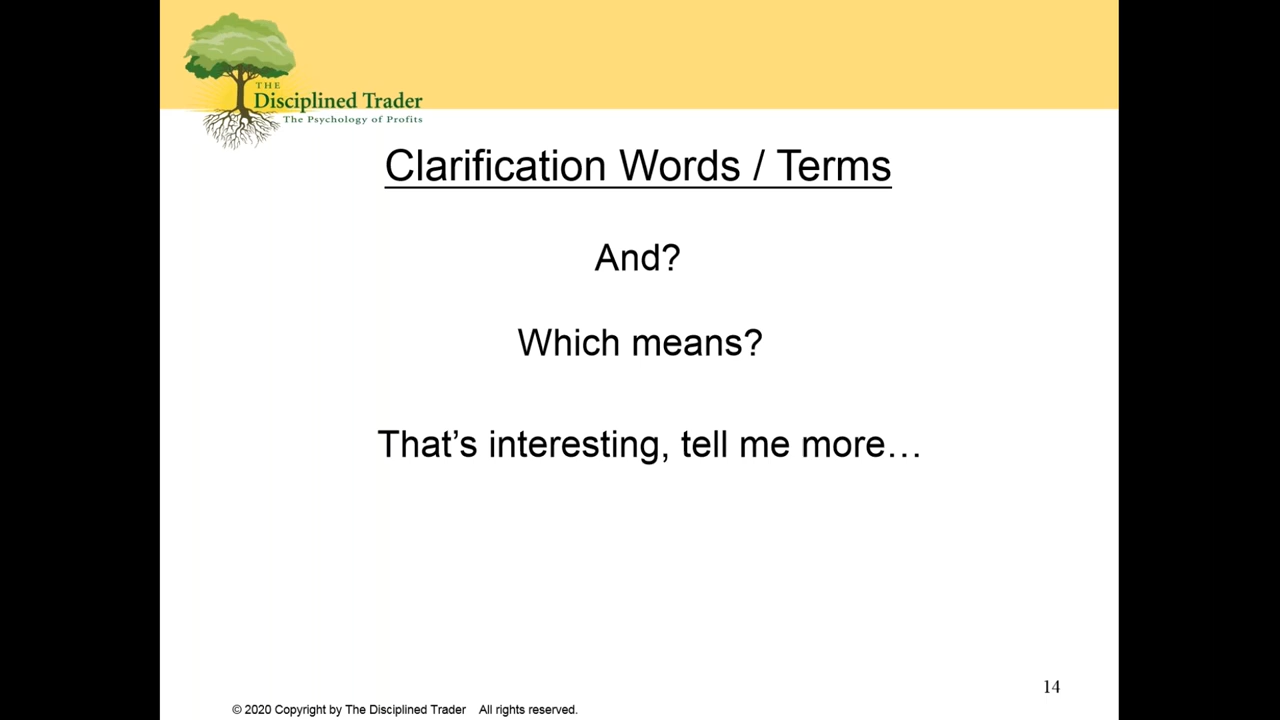 THE
Disciplined Trader
The Psychology of Profits
Clarification Words / Terms
And?
Which means?
That’s interesting, tell me more…
14
© 2020 Copyright by The Disciplined Trader All rights reserved.